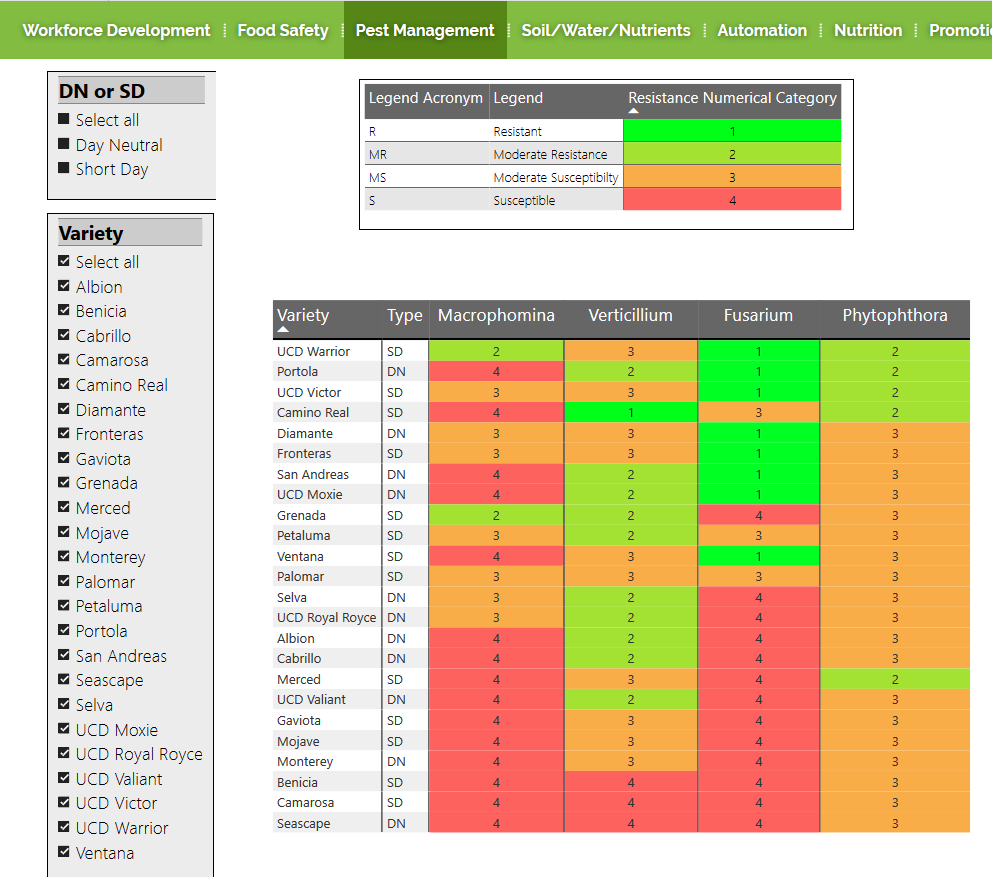 Workforce Development Food Safety Pest Management Soil/Water/Nutrients Automation Nutrition Promotio
DN or SD
Select all
Day Neutral
Short Day
Variety
Select all
Albion
Benicia
Cabrillo
Camarosa
Camino Real
Diamante
Fronteras
Gaviota
Grenada
Merced
Mojave
Monterey
Palomar
Petaluma
Portola
San Andreas
Seascape
Selva
UCD Moxie
UCD Royal Royce
UCD Valiant
UCD Victor
UCD Warrior
Ventana
Legend Acronym Legend Resistance Numerical Category
R Resistant 1
MR Moderate Resistance 2
MS Moderate Susceptibilty 3
S Susceptible 4
Variety Type Macrophomina Verticillium Fusarium Phytophthora
UCD Warrior SD 2 3 1 2
Portola DN 4 2 1 2
UCD Victor SD 3 3 1 2
Camino Real SD 4 1 3 2
Diamante DN 3 3 1 3
Fronteras SD 3 3 1 3
San Andreas DN 4 2 1 3
UCD Moxie DN 4 2 1 3
Grenada SD 2 2 4 3
Petaluma SD 3 2 3 3
Ventana SD 4 3 1 3
Palomar SD 3 3 3 3
Selva DN 3 2 4 3
UCD Royal Royce DN 3 2 4 3
Albion DN 4 2 4 3
Cabrillo DN 4 2 4 3
Merced SD 4 3 4 2
UCD Valiant DN 4 2 4 3
Gaviota SD 4 3 4 3
Mojave SD 4 3 4 3
Monterey DN 4 3 4 3
Benicia SD 4 4 4 3
Camarosa SD 4 4 4 3
Seascape DN 4 4 4 3